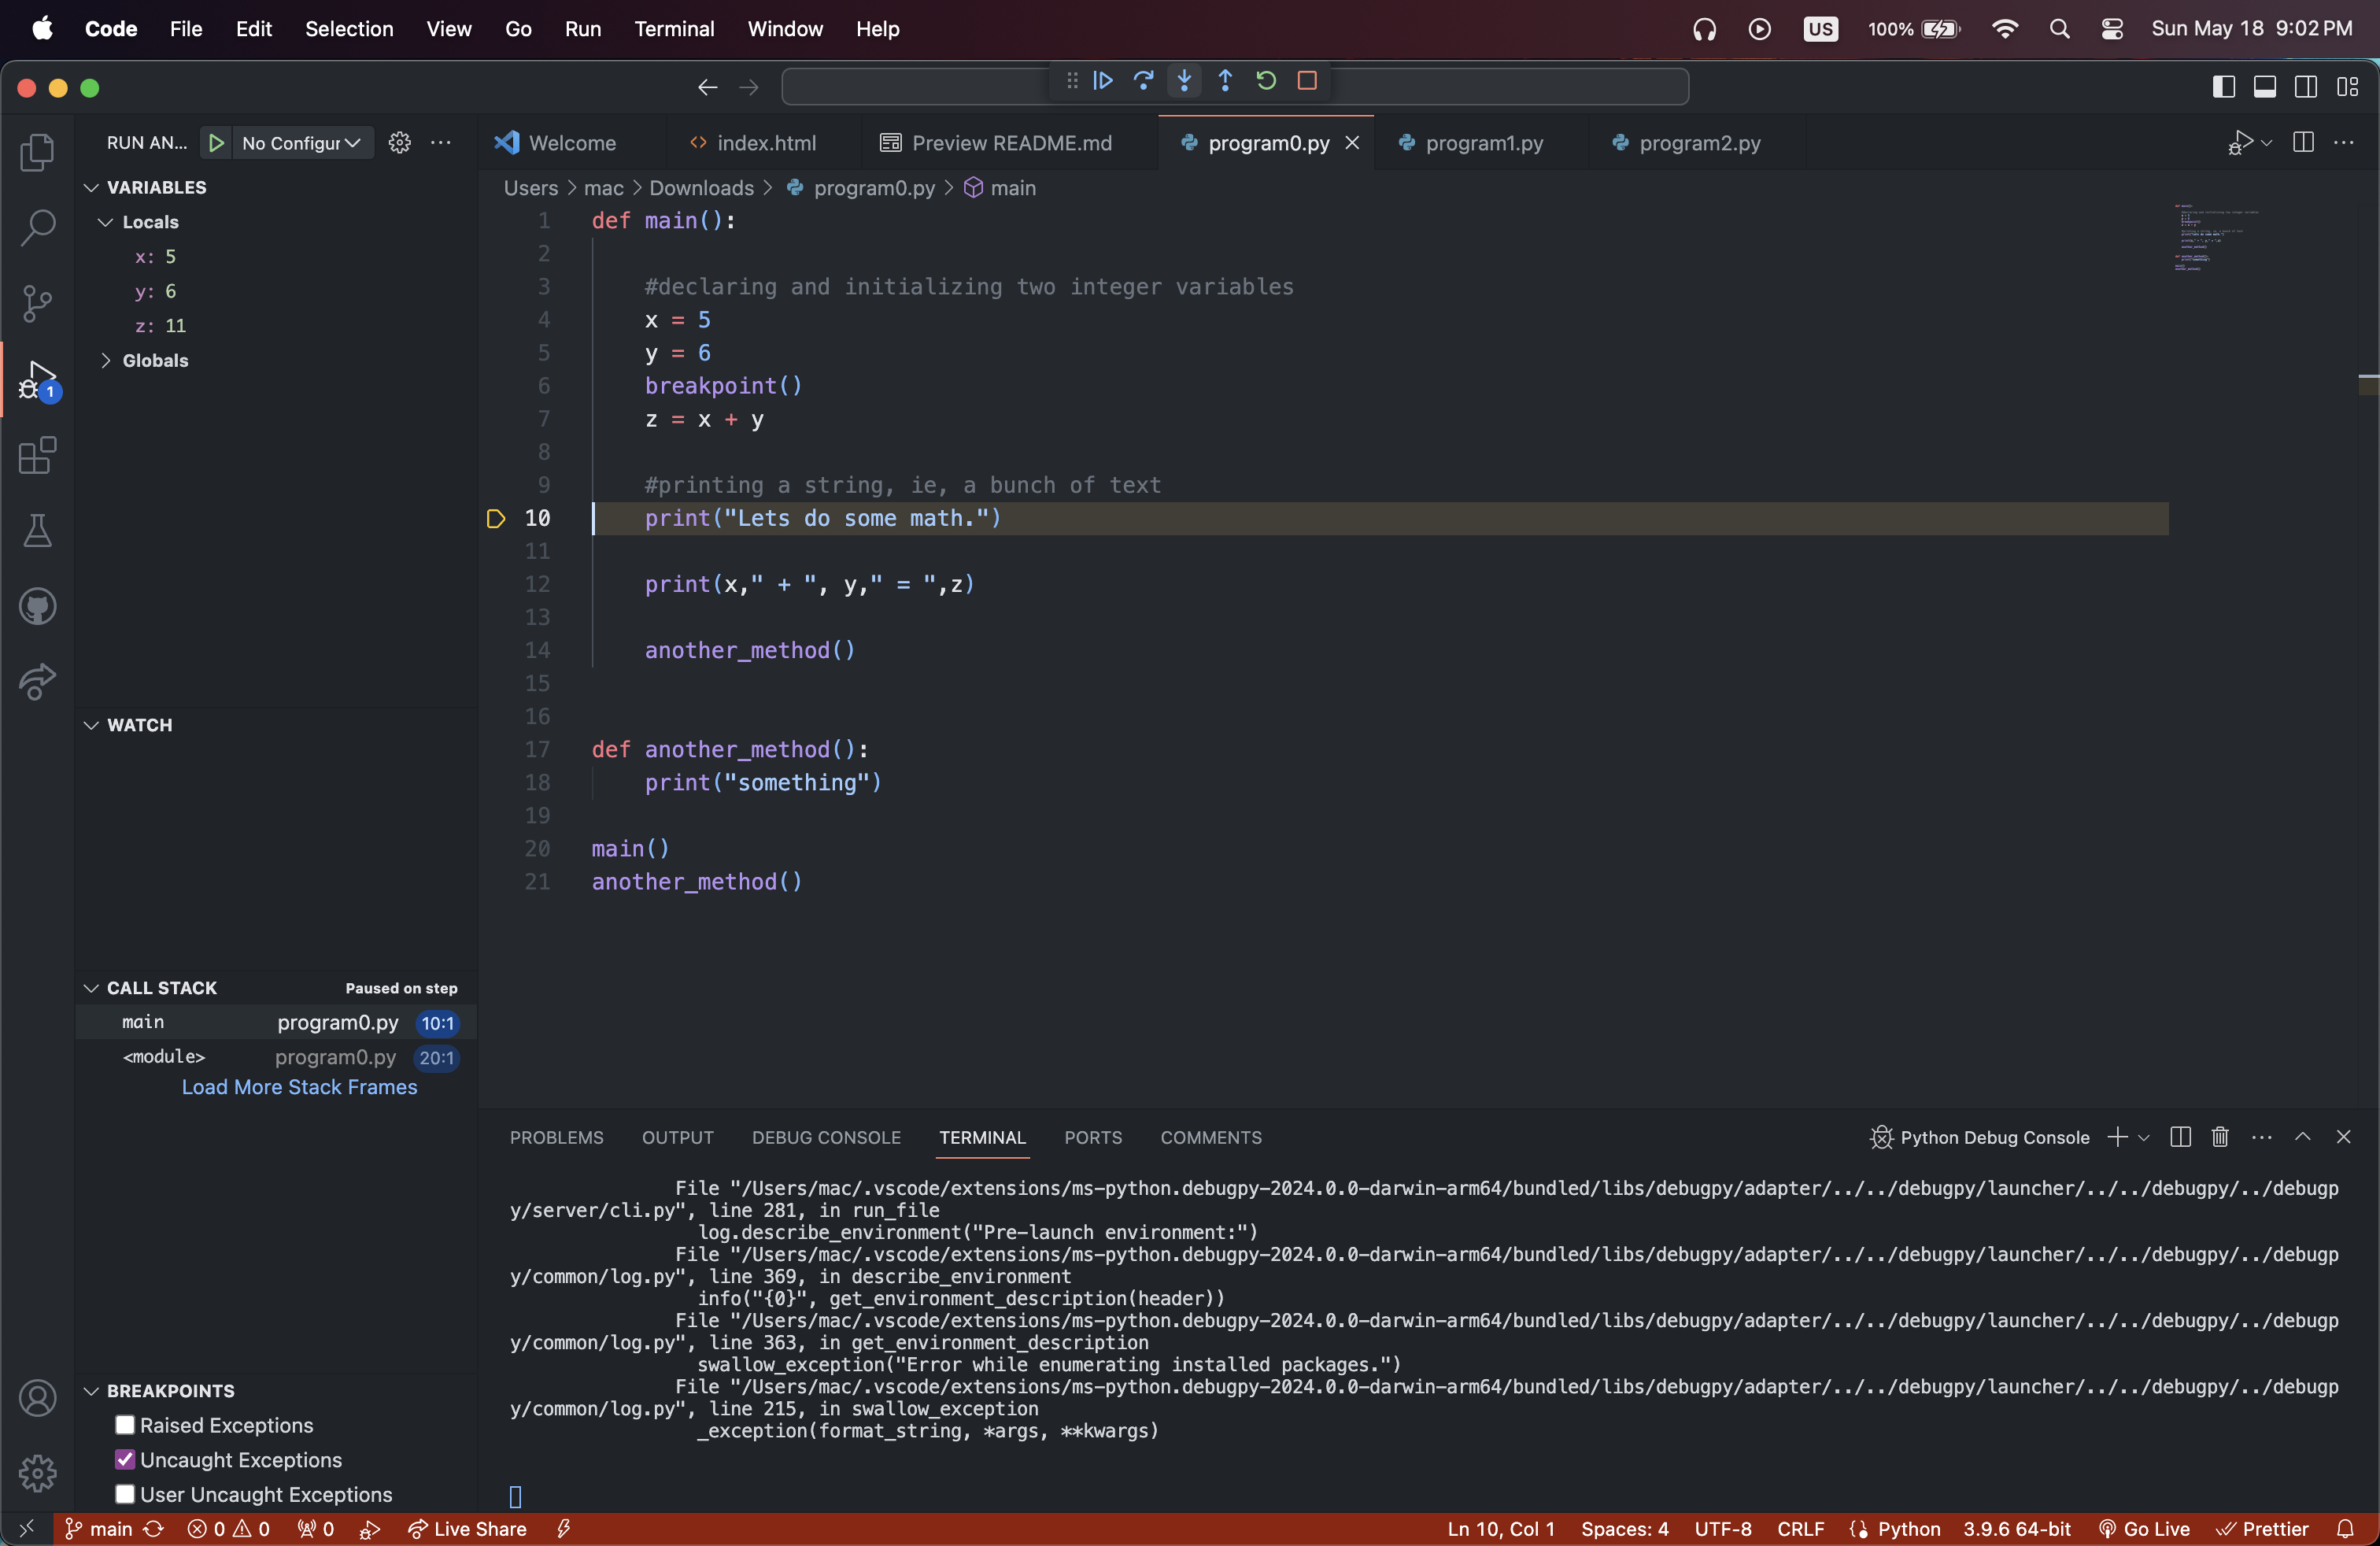 Code File Edit Selection View Go Run Terminal Window Help US 100% Sun May 18 9:02 PM
RUN AN... No Configur
Welcome index.html Preview README.md program0.py program1.py program2.py
Users > mac > Downloads > program0.py > main
VARIABLES
Locals
x: 5
y: 6
z: 11
Globals
WATCH
CALL STACK Paused on step
main program0.py 10:1
<module> program0.py 20:1
Load More Stack Frames
BREAKPOINTS
Raised Exceptions
Uncaught Exceptions
User Uncaught Exceptions
1
1 def main():
2
3 #declaring and initializing two integer variables
4 x = 5
5 y = 6
6 breakpoint()
7 z = x + y
8
9 #printing a string, ie, a bunch of text
10 print("Lets do some math.")
11
12 print(x," + ", y," = ",z)
13
14 another_method()
15
16
17 def another_method():
18 print("something")
19
20 main()
21 another_method()
PROBLEMS OUTPUT DEBUG CONSOLE TERMINAL PORTS COMMENTS Python Debug Console
File "/Users/mac/.vscode/extensions/ms-python.debugpy-2024.0.0-darwin-arm64/bundled/libs/debugpy/adapter/../../debugpy/launcher/../../debugpy/../debugp
y/server/cli.py", line 281, in run_file
log.describe_environment("Pre-launch environment:")
File "/Users/mac/.vscode/extensions/ms-python.debugpy-2024.0.0-darwin-arm64/bundled/libs/debugpy/adapter/../../debugpy/launcher/../../debugpy/../debugp
y/common/log.py", line 369, in describe_environment
info("{0}", get_environment_description(header))
File "/Users/mac/.vscode/extensions/ms-python.debugpy-2024.0.0-darwin-arm64/bundled/libs/debugpy/adapter/../../debugpy/launcher/../../debugpy/../debugp
y/common/log.py", line 363, in get_environment_description
swallow_exception("Error while enumerating installed packages.")
File "/Users/mac/.vscode/extensions/ms-python.debugpy-2024.0.0-darwin-arm64/bundled/libs/debugpy/adapter/../../debugpy/launcher/../../debugpy/../debugp
y/common/log.py", line 215, in swallow_exception
_exception(format_string, *args, **kwargs)
main 0 0 0 Live Share Ln 10, Col 1 Spaces: 4 UTF-8 CRLF Python 3.9.6 64-bit Go Live Prettier